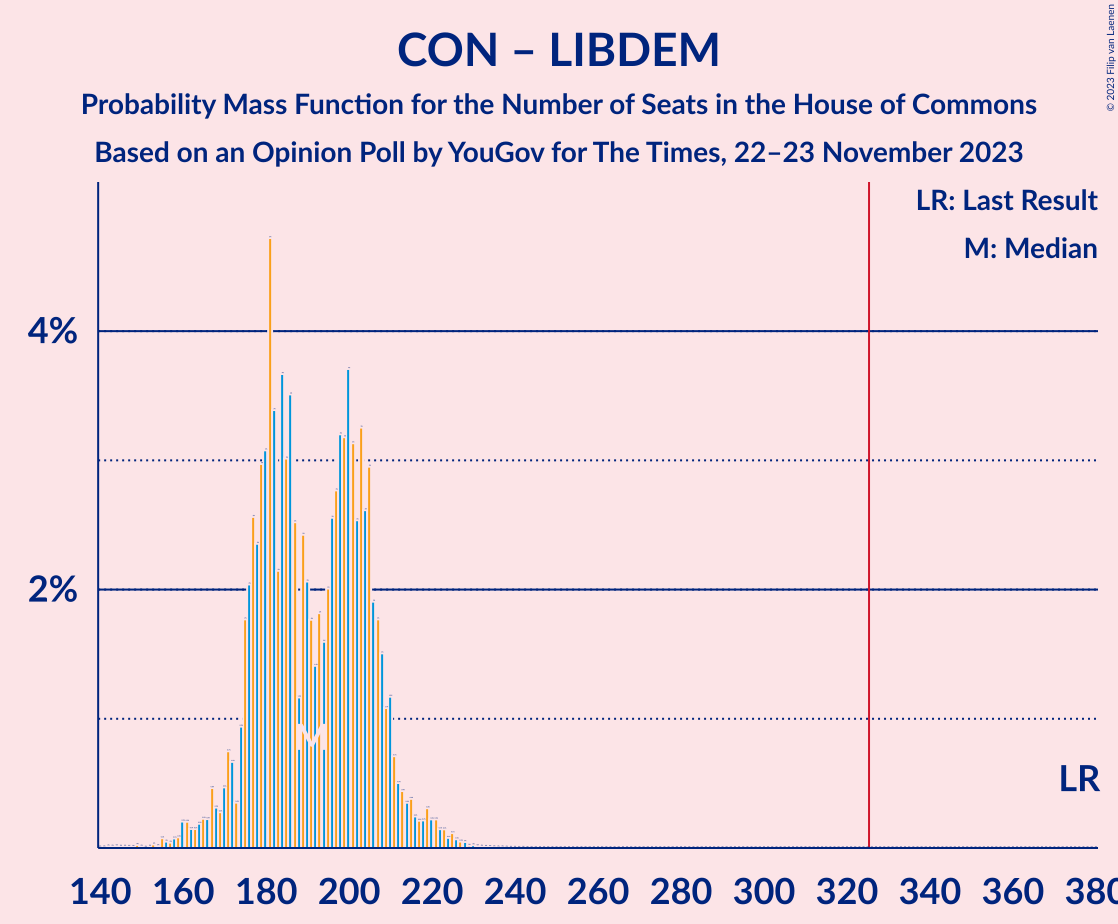 CON – LIBDEM
Probability Mass Function for the Number of Seats in the House of Commons
Based on an Opinion Poll by YouGov for The Times, 22–23 November 2023
© 2023 Filip van Laenen
LR: Last Result
M: Median
4%
2%
LR
140 160 180 200 220 240 260 280 300 320 340 360 380